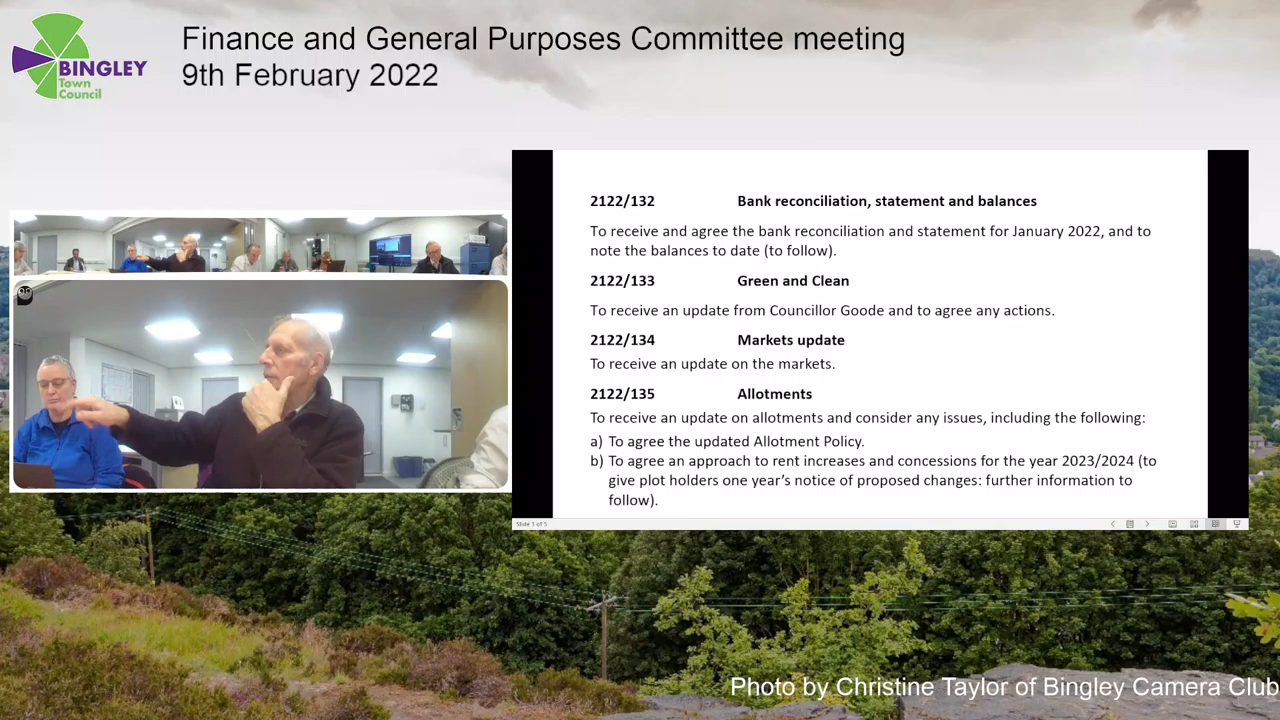 BINGLEY
Town
Council
Finance and General Purposes Committee meeting
9th February 2022
2122/132 Bank reconciliation, statement and balances
To receive and agree the bank reconciliation and statement for January 2022, and to
note the balances to date (to follow).
2122/133 Green and Clean
To receive an update from Councillor Goode and to agree any actions.
2122/134 Markets update
To receive an update on the markets.
2122/135 Allotments
To receive an update on allotments and consider any issues, including the following:
a) To agree the updated Allotment Policy.
b) To agree an approach to rent increases and concessions for the year 2023/2024 (to
give plot holders one year's notice of proposed changes: further information to
follow).
Slide 3 of 5
Photo by Christine Taylor of Bingley Camera Club